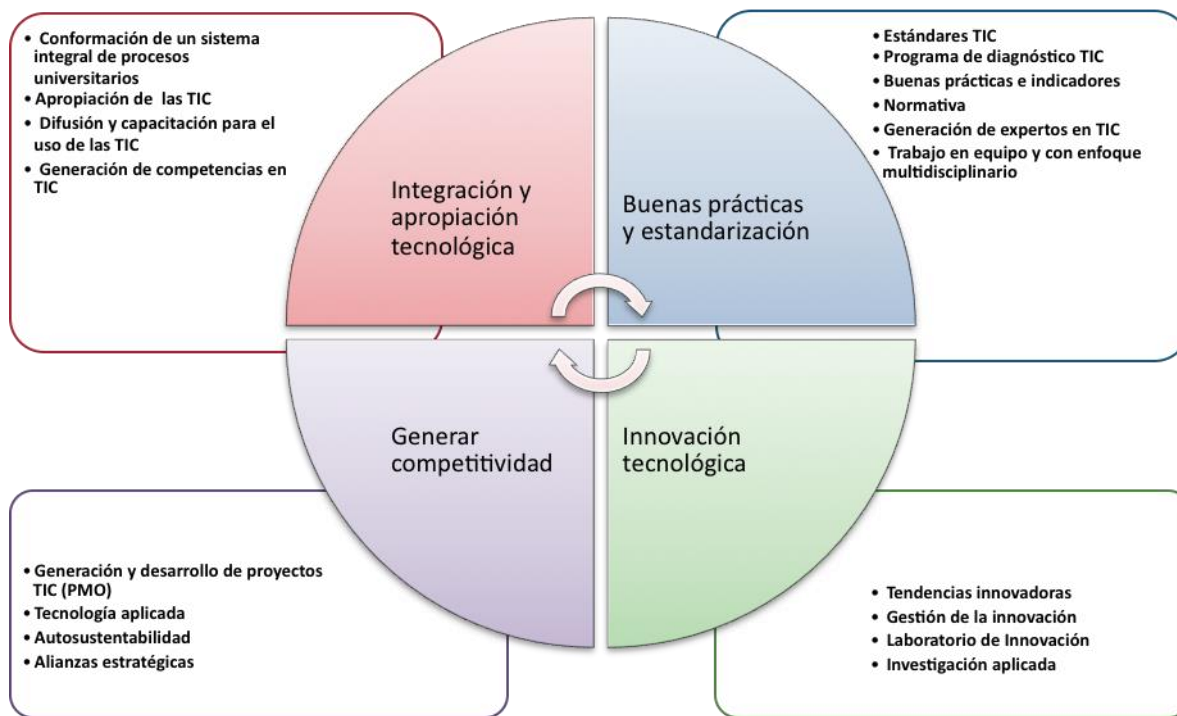 • Conformación de un sistema
integral de procesos
universitarios
• Apropiación de las TIC
• Difusión y capacitación para el
uso de las TIC
• Generación de competencias en
TIC
Integración y
apropiación
tecnológica
• Estándares TIC
• Programa de diagnóstico TIC
• Buenas prácticas e indicadores
• Normativa
• Generación de expertos en TIC
• Trabajo en equipo y con enfoque
multidisciplinario
Buenas prácticas
y estandarización
Generar
competitividad
• Generación y desarrollo de proyectos
TIC (PMO)
• Tecnología aplicada
• Autosustentabilidad
• Alianzas estratégicas
Innovación
tecnológica
• Tendencias innovadoras
• Gestión de la innovación
• Laboratorio de Innovación
• Investigación aplicada